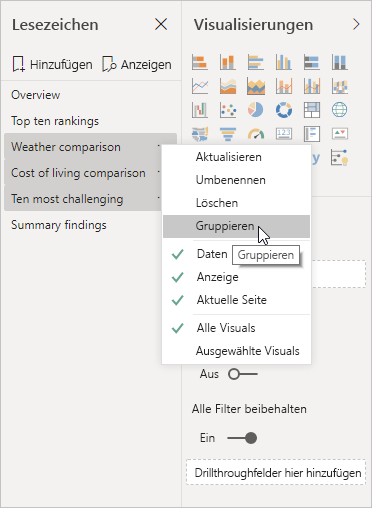 Lesezeichen
Visualisierungen
Hinzufügen
Anzeigen
Overview
Top ten rankings
Weather comparison
Cost of living comparison
Ten most challenging
Summary findings
Aktualisieren
Umbenennen
Löschen
Gruppieren
Daten
Gruppieren
Anzeige
Aktuelle Seite
Alle Visuals
Ausgewählte Visuals
Aus
Alle Filter beibehalten
Ein
Drillthroughfelder hier hinzufügen